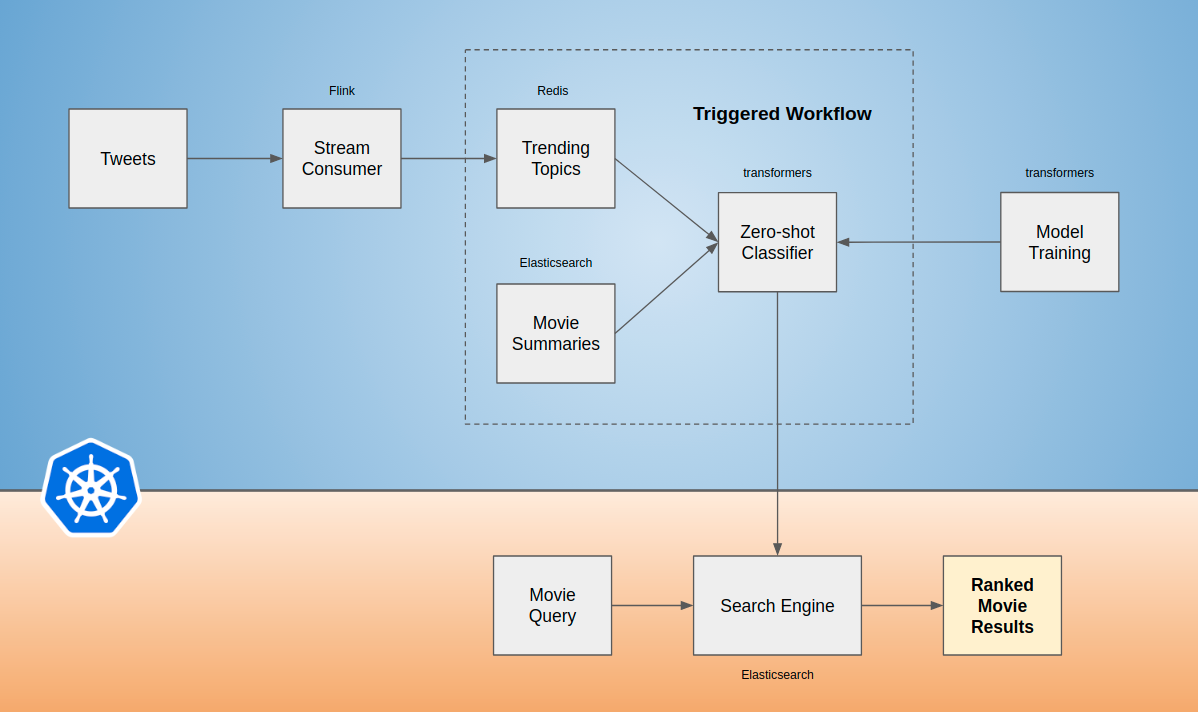 Flink
Redis
Triggered Workflow
Tweets
Stream
Consumer
Trending
Topics
transformers
transformers
Zero-shot
Classifier
Model
Training
Elasticsearch
Movie
Summaries
Movie
Query
Search Engine
Ranked
Movie
Results
Elasticsearch